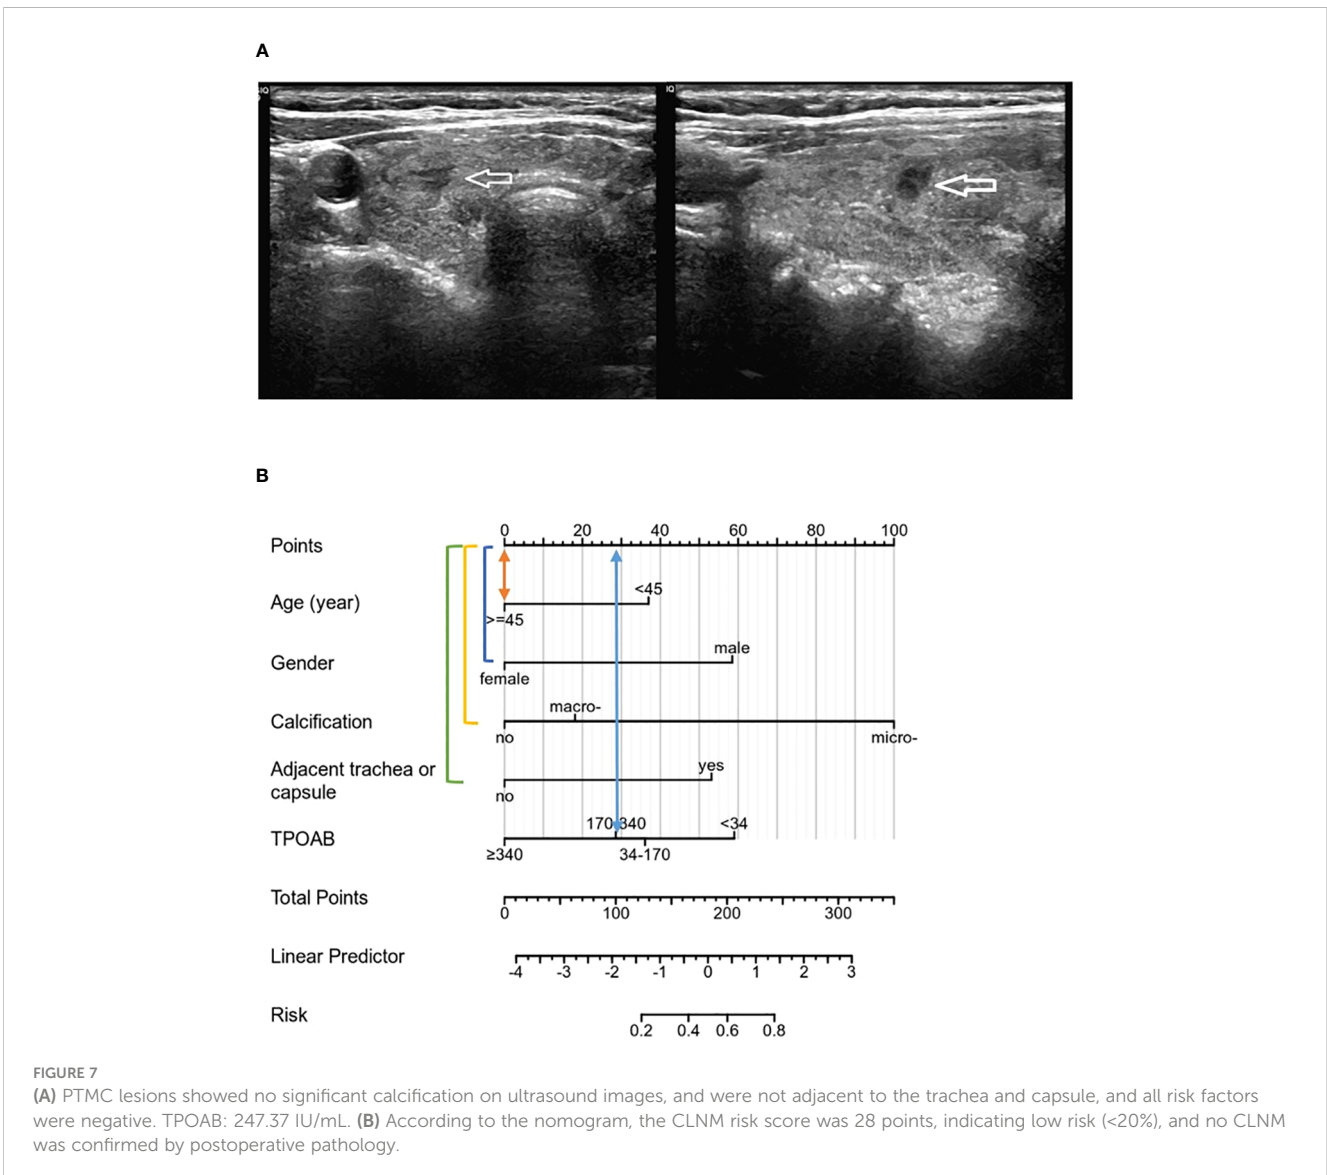 A
IQ
IQ
B
0 20 40 60 80 100
Points
<45
Age (year)
>=45
male
Gender
female
macro-
Calcification
no micro-
yes
Adjacent trachea or
capsule
no
170-340 <34
TPOAB
≥340 34-170
Total Points
0 100 200 300
Linear Predictor
-4 -3 -2 -1 0 1 2 3
Risk
0.2 0.4 0.6 0.8
FIGURE 7
(A) PTMC lesions showed no significant calcification on ultrasound images, and were not adjacent to the trachea and capsule, and all risk factors
were negative. TPOAB: 247.37 IU/mL. (B) According to the nomogram, the CLNM risk score was 28 points, indicating low risk (<20%), and no CLNM
was confirmed by postoperative pathology.